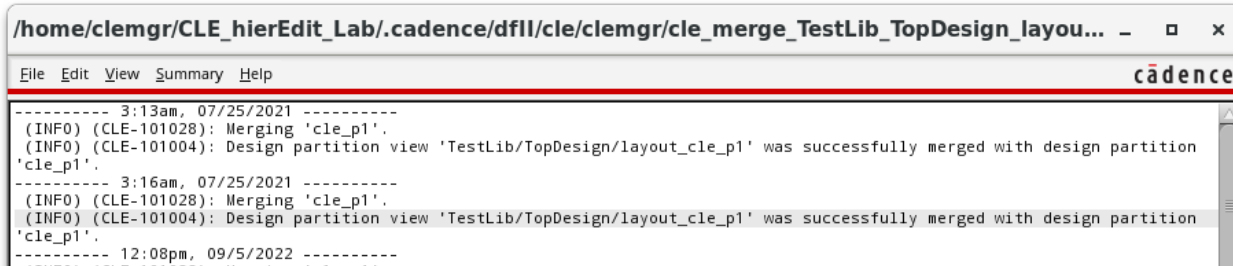 /home/clemgr/CLE_hierEdit_Lab/.cadence/dfII/cle/clemgr/cle_merge_TestLib_TopDesign_layou...
File Edit View Summary Help
cādence
---------- 3:13am, 07/25/2021 ----------
(INFO) (CLE-101028): Merging 'cle_p1'.
(INFO) (CLE-101004): Design partition view 'TestLib/TopDesign/layout_cle_p1' was successfully merged with design partition
'cle_p1'.
---------- 3:16am, 07/25/2021 ----------
(INFO) (CLE-101028): Merging 'cle_p1'.
(INFO) (CLE-101004): Design partition view 'TestLib/TopDesign/layout_cle_p1' was successfully merged with design partition
'cle_p1'.
---------- 12:08pm, 09/5/2022 ----------